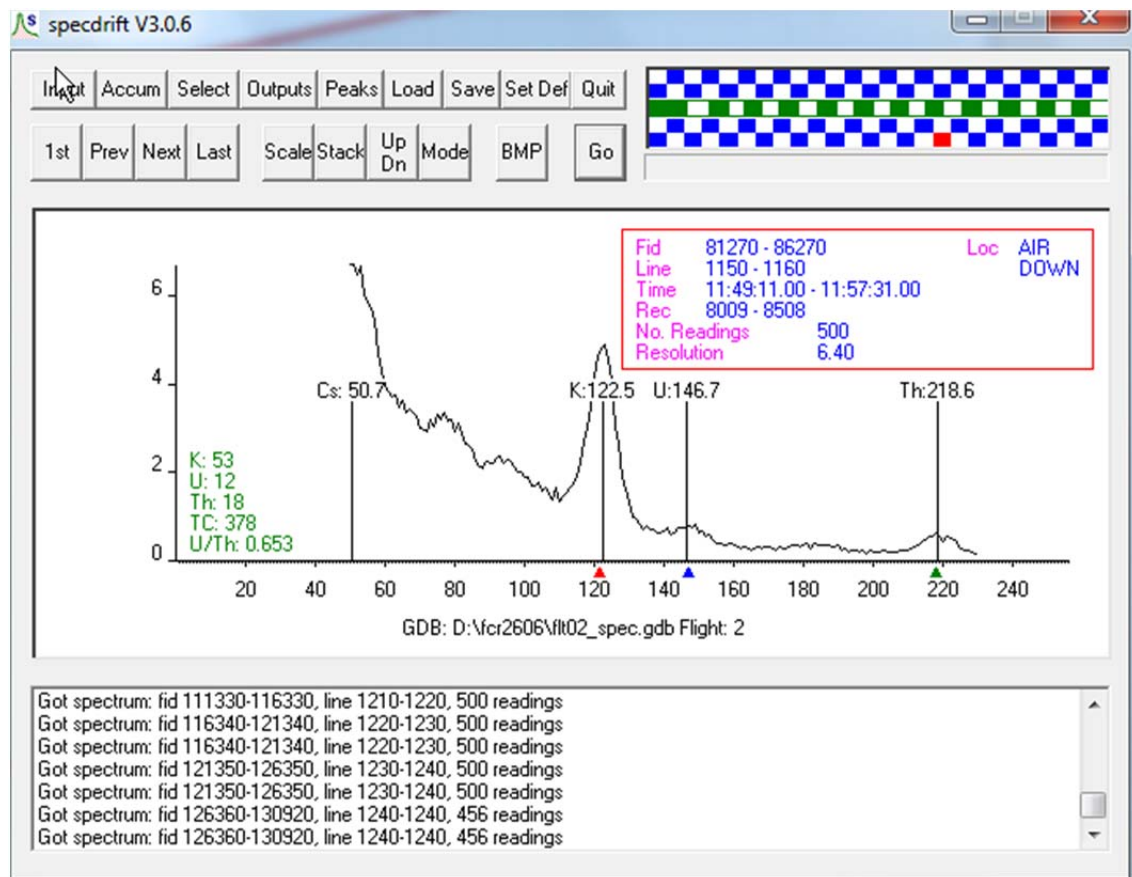 specdrift V3.0.6
Input Accum Select Outputs Peaks Load Save Set Def Quit
1st Prev Next Last Scale Stack Up Dn Mode BMP Go
Fid 81270 - 86270 Loc AIR
Line 1150 - 1160 DOWN
Time 11:49:11.00 - 11:57:31.00
Rec 8009 - 8508
No. Readings 500
Resolution 6.40
6
4
2
0
Cs: 50.7 K:122.5 U:146.7 Th:218.6
K: 53
U: 12
Th: 18
TC: 378
U/Th: 0.653
20 40 60 80 100 120 140 160 180 200 220 240
GDB: D:\fcr2606\flt02_spec.gdb Flight: 2
Got spectrum: fid 111330-116330, line 1210-1220, 500 readings
Got spectrum: fid 116340-121340, line 1220-1230, 500 readings
Got spectrum: fid 116340-121340, line 1220-1230, 500 readings
Got spectrum: fid 121350-126350, line 1230-1240, 500 readings
Got spectrum: fid 121350-126350, line 1230-1240, 500 readings
Got spectrum: fid 126360-130920, line 1240-1240, 456 readings
Got spectrum: fid 126360-130920, line 1240-1240, 456 readings